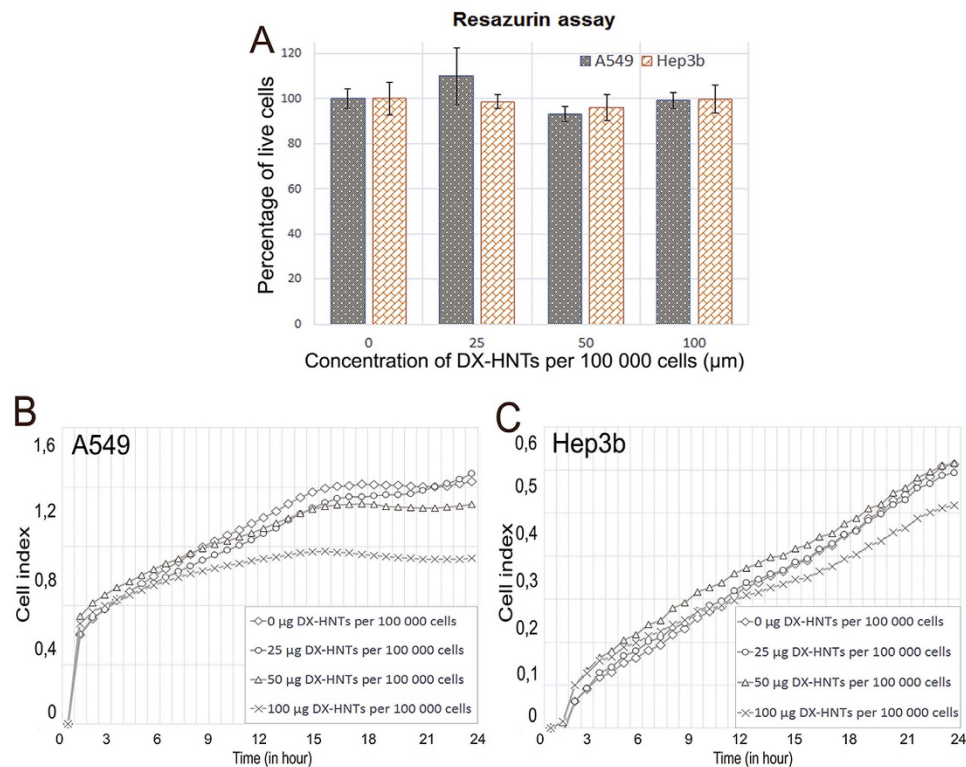 Resazurin assay
A
A549 Hep3b
Percentage of live cells
120
100
80
60
40
20
0
0 25 50 100
Concentration of DX-HNTs per 100 000 cells (µm)
B
A549
Cell index
1,6
1,2
0,8
0,4
0
0 µg DX-HNTs per 100 000 cells
25 µg DX-HNTs per 100 000 cells
50 µg DX-HNTs per 100 000 cells
100 µg DX-HNTs per 100 000 cells
0 3 6 9 12 15 18 21 24
Time (in hour)
C
Hep3b
Cell index
0,6
0,5
0,4
0,3
0,2
0,1
0
0 µg DX-HNTs per 100 000 cells
25 µg DX-HNTs per 100 000 cells
50 µg DX-HNTs per 100 000 cells
100 µg DX-HNTs per 100 000 cells
0 3 6 9 12 15 18 21 24
Time (in hour)